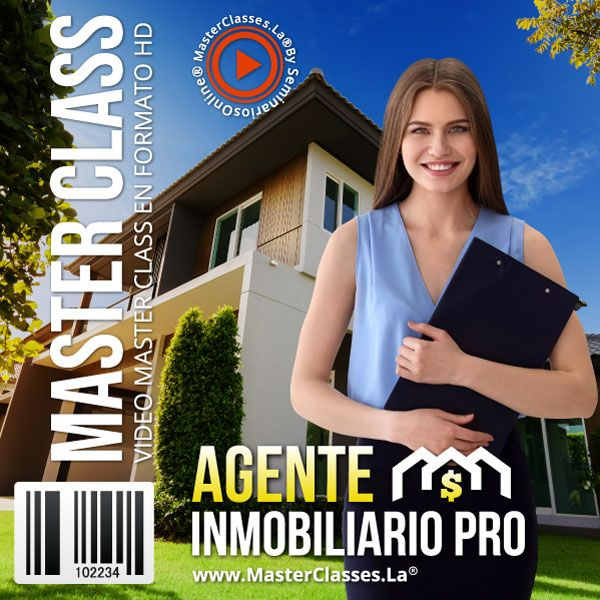 MasterClasses.La®By SeminariosOnline®
MASTER CLASS
VIDEO MASTER CLASS EN FORMATO HD
AGENTE
$
INMOBILIARIO PRO
www.MasterClasses.La®
102234